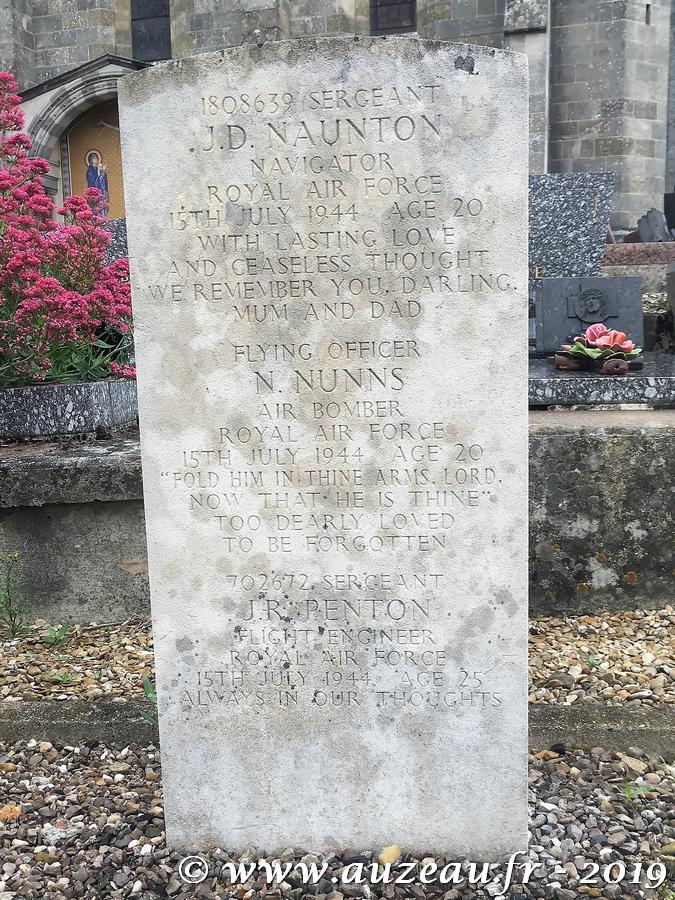 1808639 SERGEANT
J.D. NAUNTON
NAVIGATOR
ROYAL AIR FORCE
15TH JULY 1944 AGE 20
WITH LASTING LOVE
AND CEASELESS THOUGHT
WE REMEMBER YOU, DARLING.
MUM AND DAD
FLYING OFFICER
N. NUNNS
AIR BOMBER
ROYAL AIR FORCE
15TH JULY 1944 AGE 20
"FOLD HIM IN THINE ARMS, LORD,
NOW THAT HE IS THINE"
TOO DEARLY LOVED
TO BE FORGOTTEN
702672 SERGEANT
J.R. PENTON
FLIGHT ENGINEER
ROYAL AIR FORCE
15TH JULY 1944 AGE 25
ALWAYS IN OUR THOUGHTS
© www.auzeau.fr - 2019